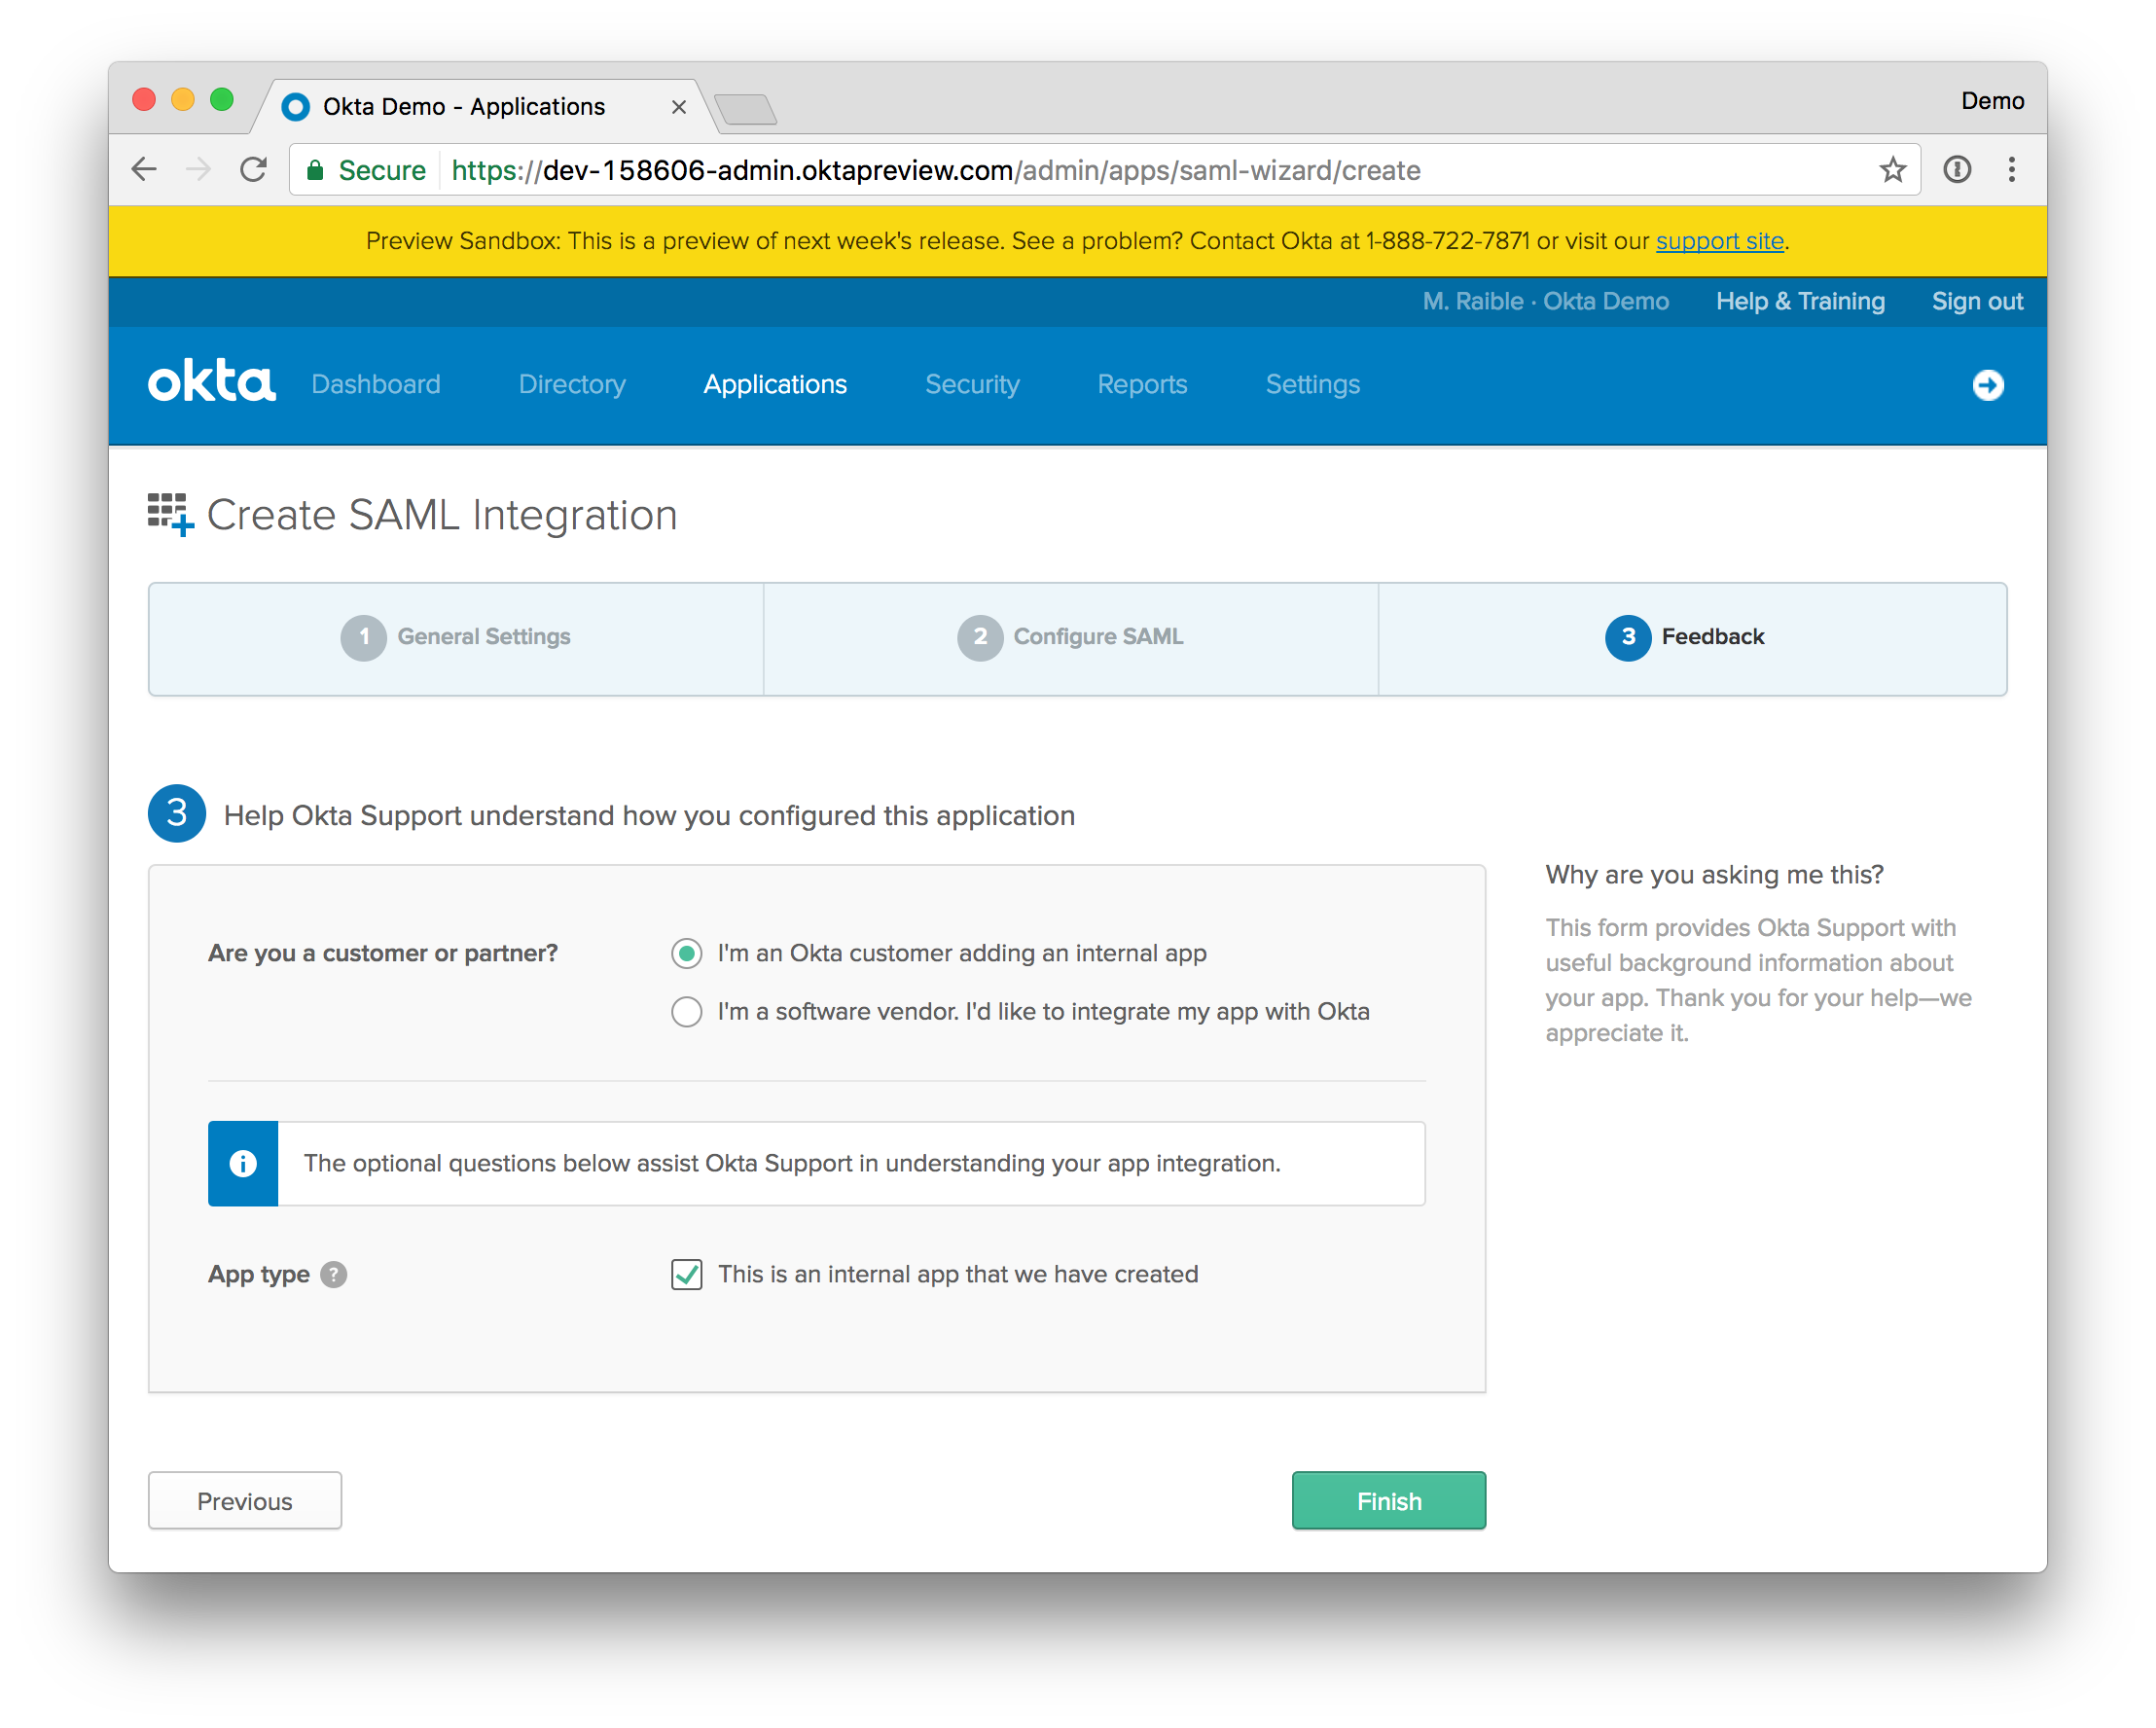 Okta Demo - Applications
Demo
Secure https://dev-158606-admin.oktapreview.com/admin/apps/saml-wizard/create
Preview Sandbox: This is a preview of next week's release. See a problem? Contact Okta at 1-888-722-7871 or visit our support site.
M. Raible · Okta Demo Help & Training Sign out
okta Dashboard Directory Applications Security Reports Settings
Create SAML Integration
1 General Settings 2 Configure SAML 3 Feedback
3 Help Okta Support understand how you configured this application
Are you a customer or partner? I'm an Okta customer adding an internal app
I'm a software vendor. I'd like to integrate my app with Okta
The optional questions below assist Okta Support in understanding your app integration.
App type ? This is an internal app that we have created
Why are you asking me this?
This form provides Okta Support with
useful background information about
your app. Thank you for your help—we
appreciate it.
Previous Finish